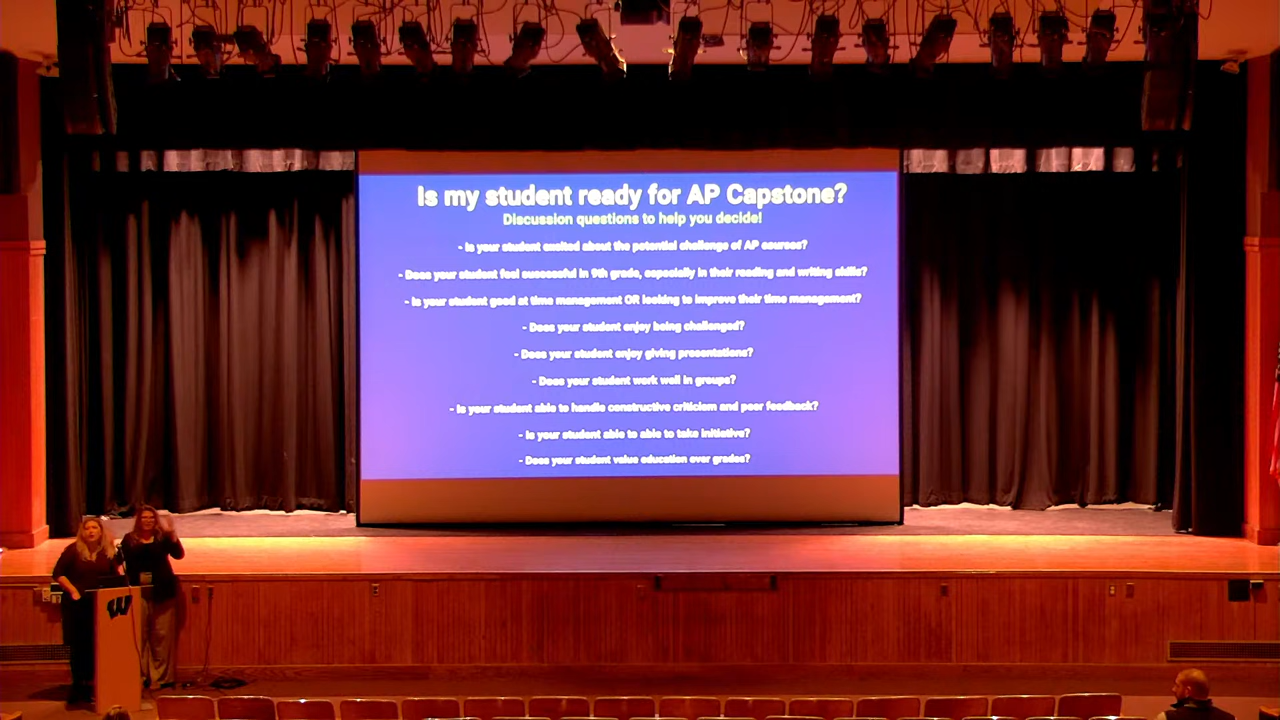 Is my student ready for AP Capstone?
Discussion questions to help you decide!
- Is your student excited about the potential challenge of AP courses?
- Does your student feel successful in 9th grade, especially in their reading and writing skills?
- Is your student good at time management OR looking to improve their time management?
- Does your student enjoy being challenged?
- Does your student enjoy giving presentations?
- Does your student work well in groups?
- Is your student able to handle constructive criticism and peer feedback?
- Is your student able to able to take initiative?
- Does your student value education over grades?
W